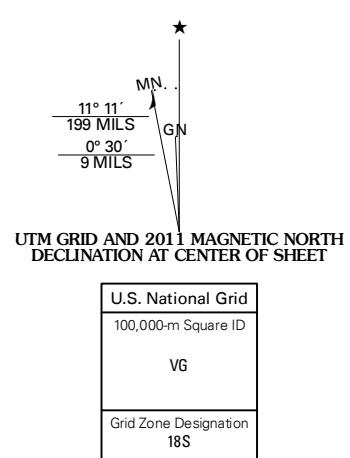 ★
MN
11° 11´
199 MILS
GN
0° 30´
9 MILS
UTM GRID AND 2011 MAGNETIC NORTH
DECLINATION AT CENTER OF SHEET
U.S. National Grid
100,000-m Square ID
VG
Grid Zone Designation
18S